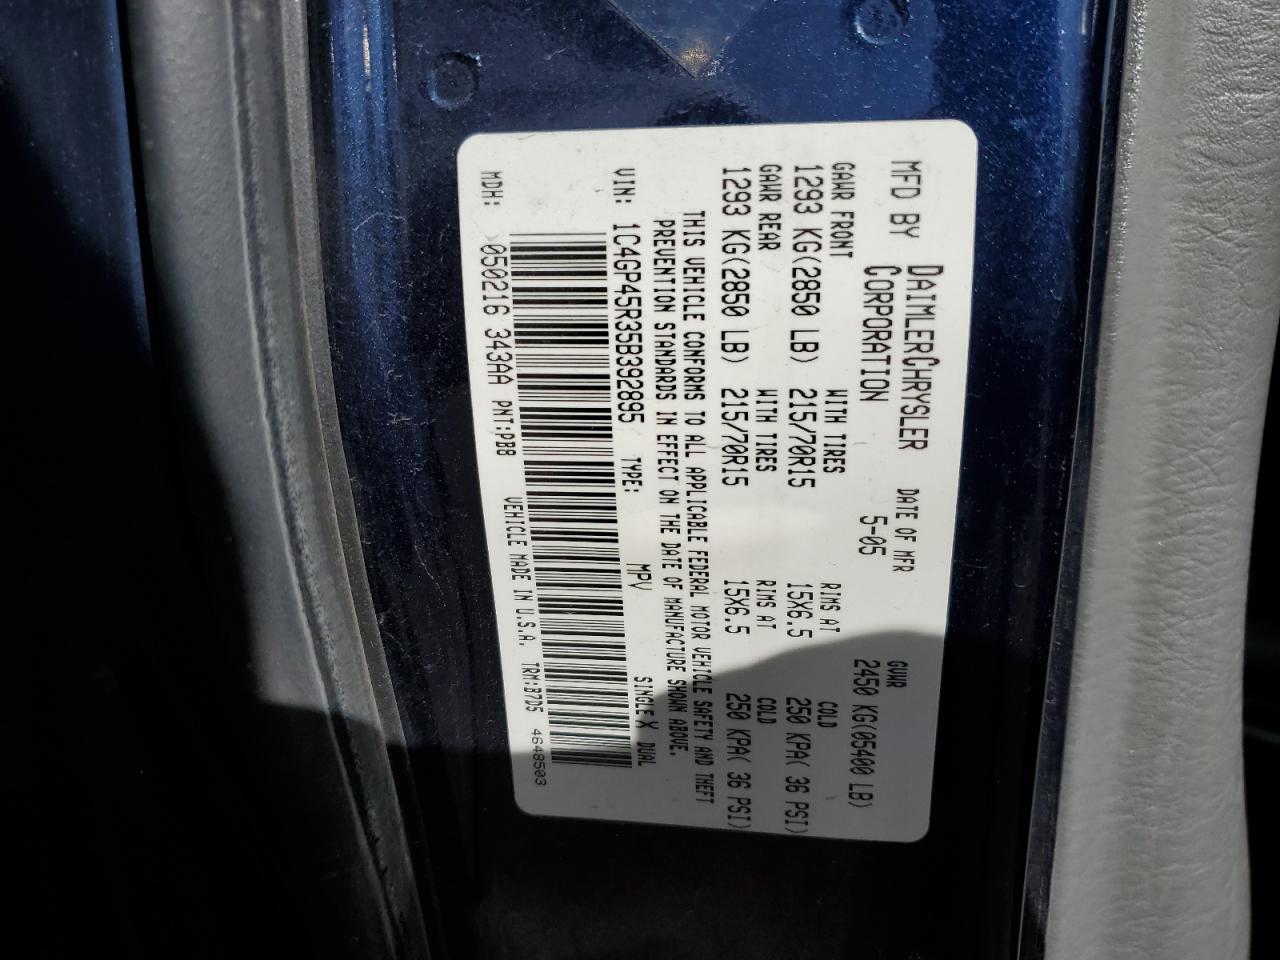 MFD BY DAIMLERCHRYSLER CORPORATION DATE OF MFR 5-05 GVWR 2450 KG(05400 LB)
GAWR FRONT WITH TIRES RIMS AT COLD
1293 KG(2850 LB) 215/70R15 15X6.5 250 KPA( 36 PSI)
GAWR REAR WITH TIRES RIMS AT COLD
1293 KG(2850 LB) 215/70R15 15X6.5 250 KPA( 36 PSI)
THIS VEHICLE CONFORMS TO ALL APPLICABLE FEDERAL MOTOR VEHICLE SAFETY AND THEFT
PREVENTION STANDARDS IN EFFECT ON THE DATE OF MANUFACTURE SHOWN ABOVE.
VIN: 1C4GP45R35B392895 TYPE: MPV SINGLE X DUAL
MDH: 050216 343AA PNT:PB8 VEHICLE MADE IN U.S.A. TRM:B7D5 4648503